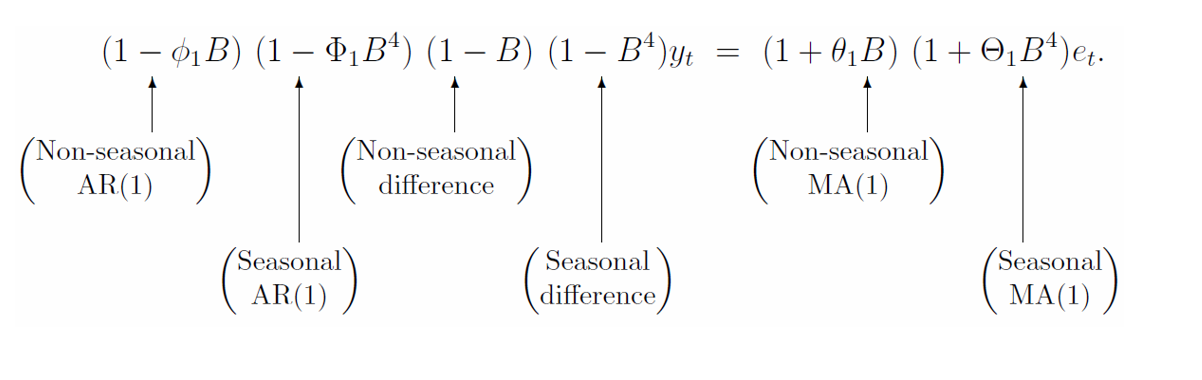 (1 − ϕ₁B) (1 − Φ₁B⁴) (1 − B) (1 − B⁴)yₜ = (1 + θ₁B) (1 + Θ₁B⁴)eₜ.
(Non-seasonal
AR(1))
(Non-seasonal
difference)
(Non-seasonal
MA(1))
(Seasonal
AR(1))
(Seasonal
difference)
(Seasonal
MA(1))